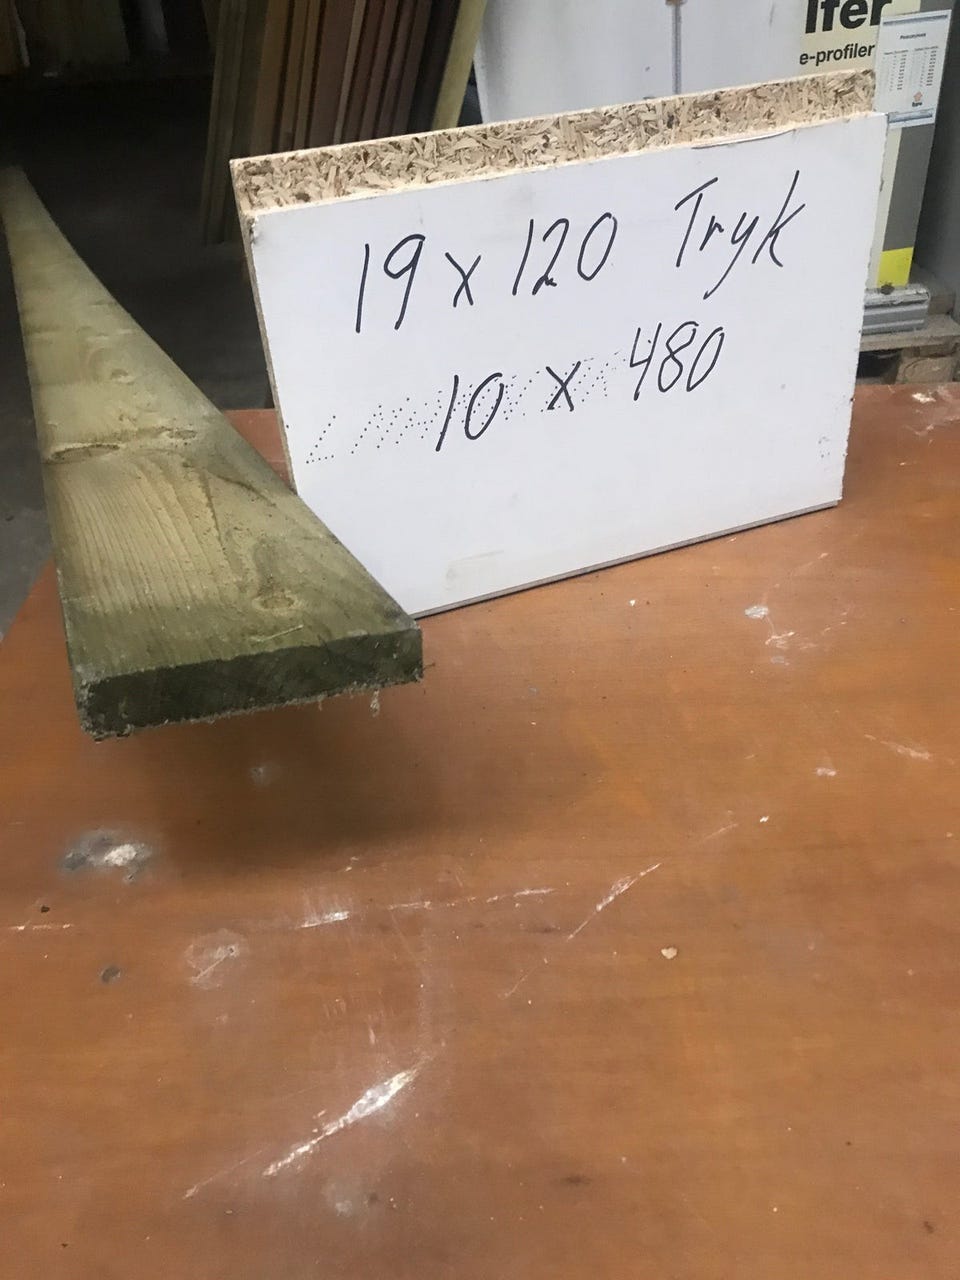 lfer
e-profiler
19 x 120 Tryk
10 x 480